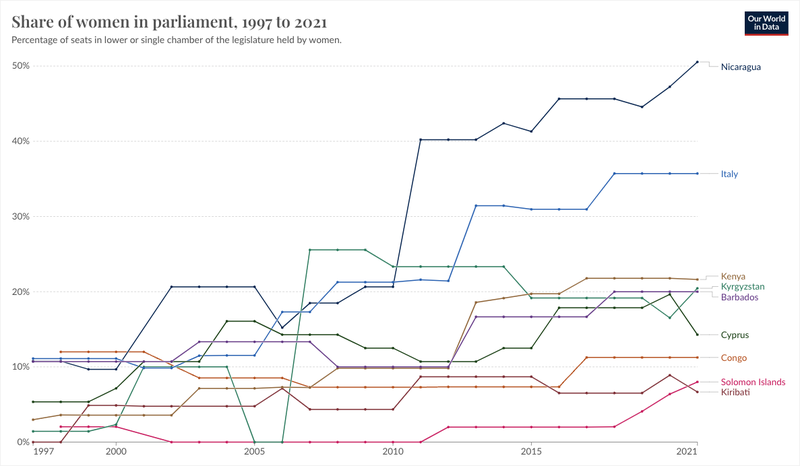 Share of women in parliament, 1997 to 2021
Our World
in Data
Percentage of seats in lower or single chamber of the legislature held by women.
50%
40%
30%
20%
10%
0%
Nicaragua
Italy
Kenya
Kyrgyzstan
Barbados
Cyprus
Congo
Solomon Islands
Kiribati
1997
2000
2005
2010
2015
2021